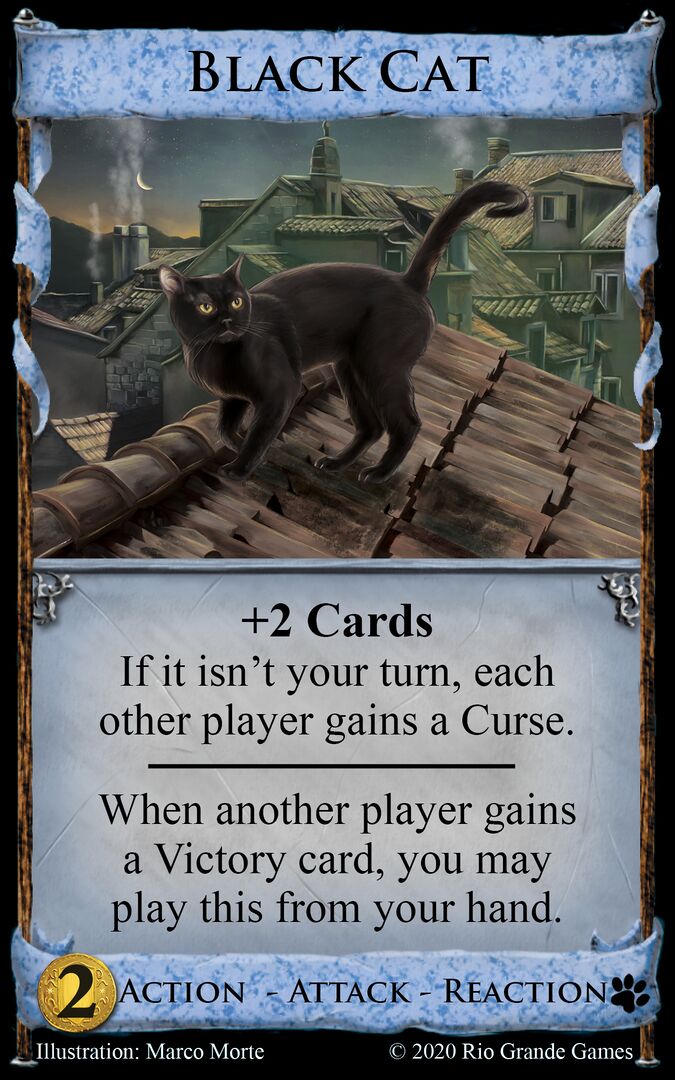 BLACK CAT
+2 Cards
If it isn't your turn, each
other player gains a Curse.
When another player gains
a Victory card, you may
play this from your hand.
2 ACTION - ATTACK - REACTION
Illustration: Marco Morte © 2020 Rio Grande Games